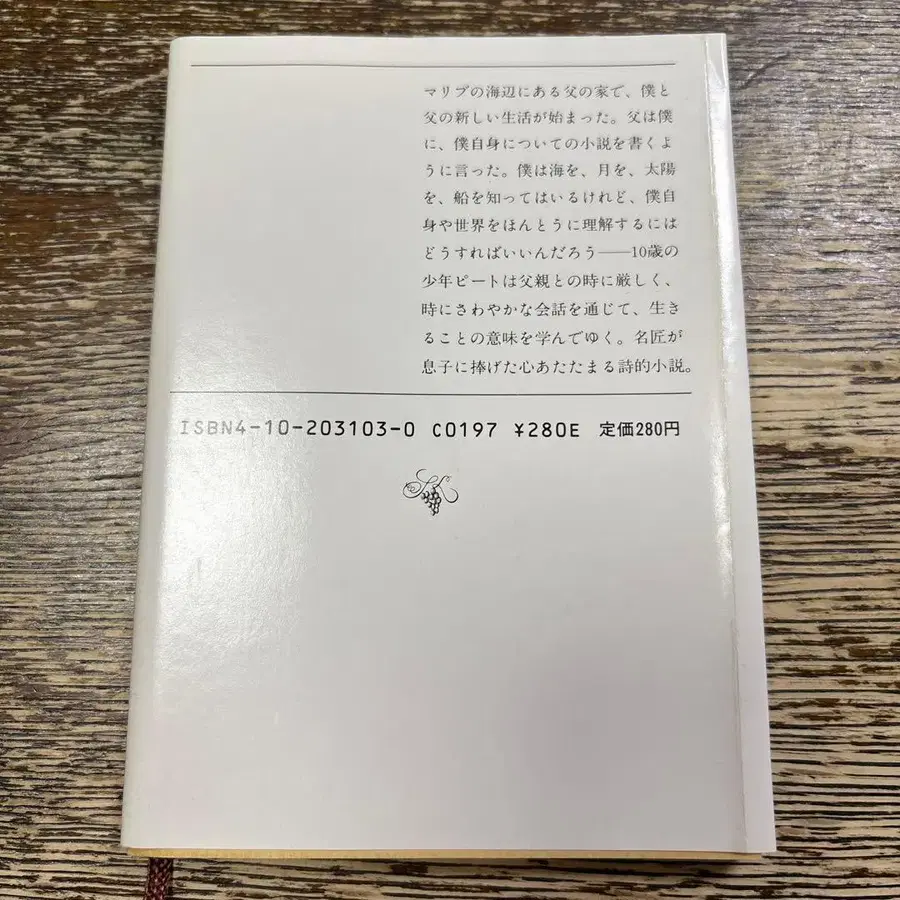 マリブの海辺にある父の家で、僕と
父の新しい生活が始まった。父は僕
に、僕自身についての小説を書くよ
うに言った。僕は海を、月を、太陽
を、船を知ってはいるけれど、僕自
身や世界をほんとうに理解するには
どうすればいいんだろう──10歳の
少年ピートは父親との時に厳しく、
時にさわやかな会話を通じて、生き
ることの意味を学んでゆく。名匠が
息子に捧げた心あたたまる詩的小説。
ISBN4-10-203103-0 C0197 ¥280E 定価280円